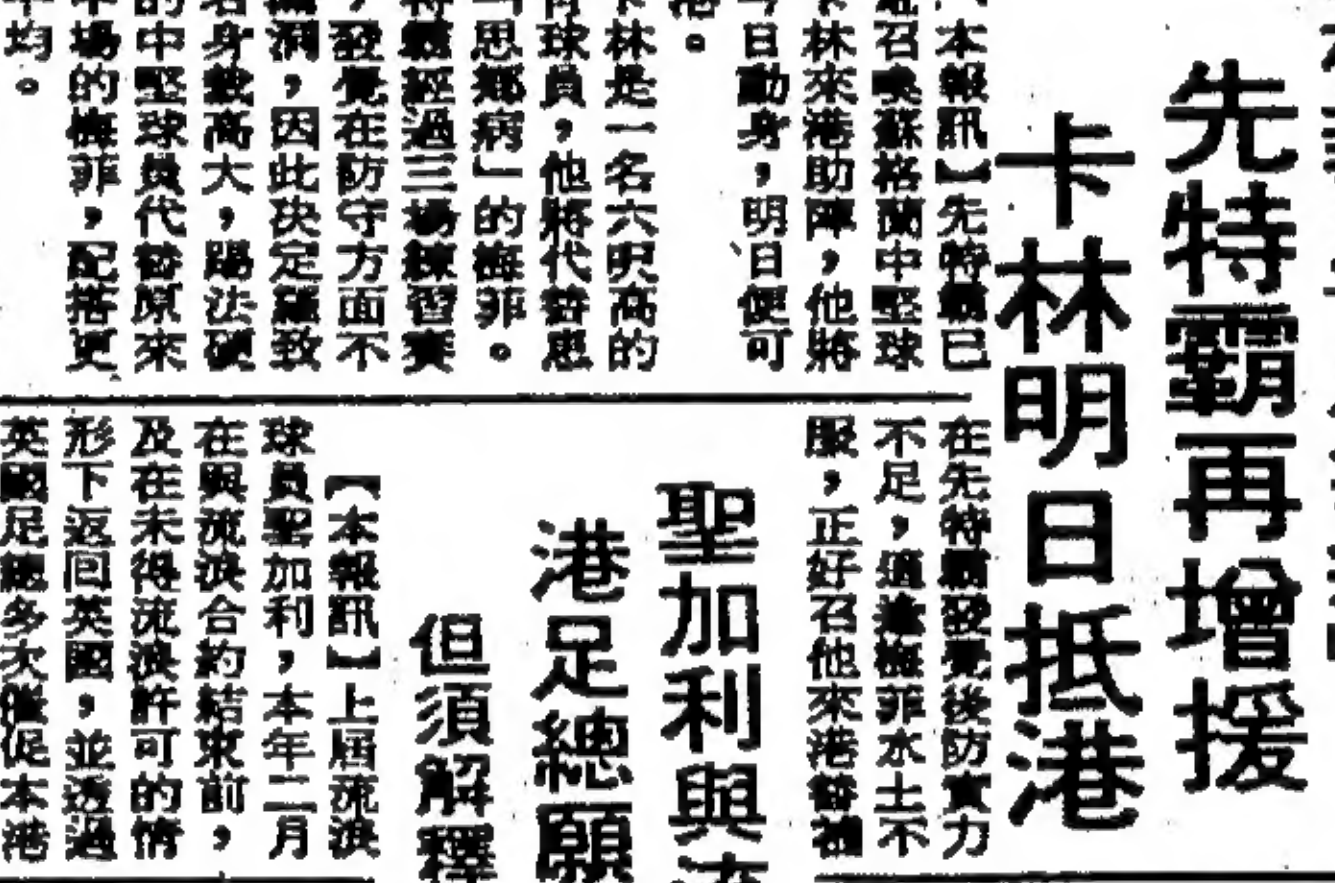 先特霸再增援
卡林明日抵港
本報訊】先特霸已
召喚蘇格蘭中堅球
卡林來港助陣，他將
今日動身，明日便可
港。
卡林是一名六呎高的
球員，他將代替思
「思鄉病」的梅菲。
特霸經過三場練習賽
，發覺在防守方面不
漏洞，因此決定羅致
名身裁高大，踢法硬
的中堅球員代替原來
中場的梅菲，配搭更
平均。
在先特霸發覺後防實力
不足，適逢梅菲水土不
服，正好召他來港替補
聖加利與流
港足總願
但須解釋
【本報訊】上屆流浪
球員聖加利，本年二月
在與流浪合約結束前，
及在未得流浪許可的情
形下返回英國，並透過
英國足總多次催促本港